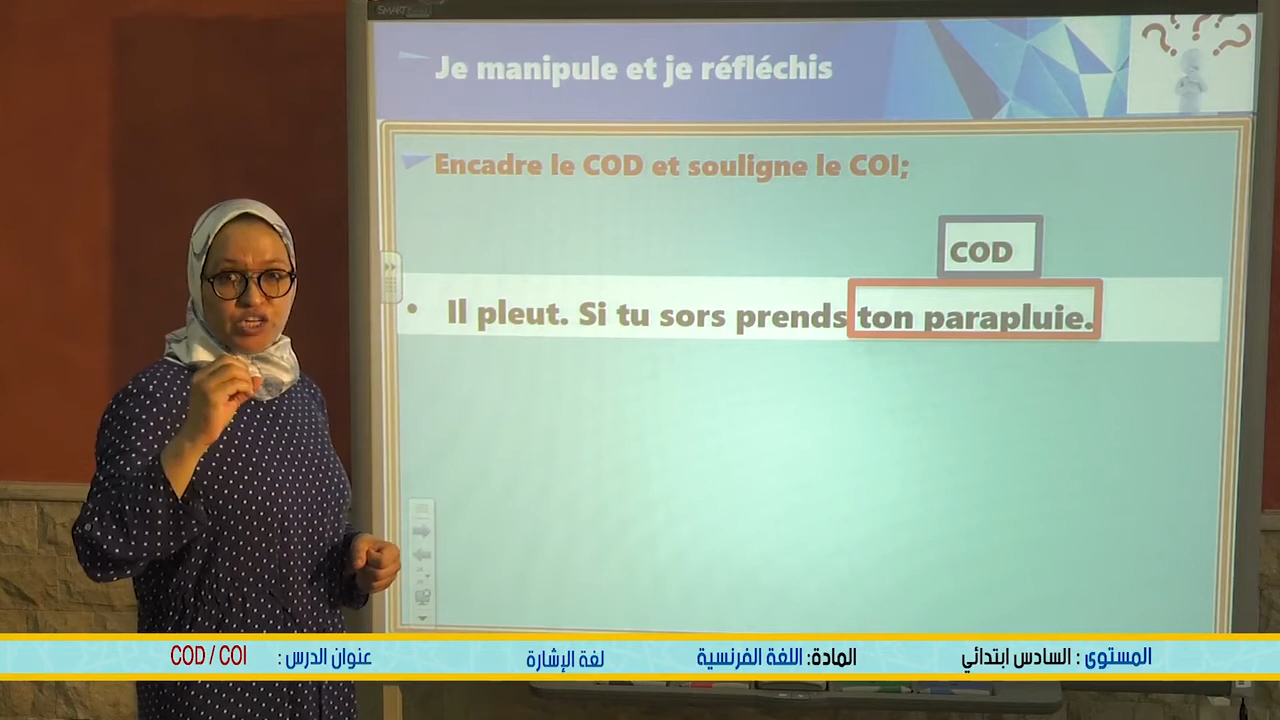 SMART
Je manipule et je réfléchis
Encadre le COD et souligne le COI;
COD
• Il pleut. Si tu sors prends ton parapluie.
المستوى : السادس ابتدائي المادة: اللغة الفرنسية لغة الإشارة عنوان الدرس : COD / COI